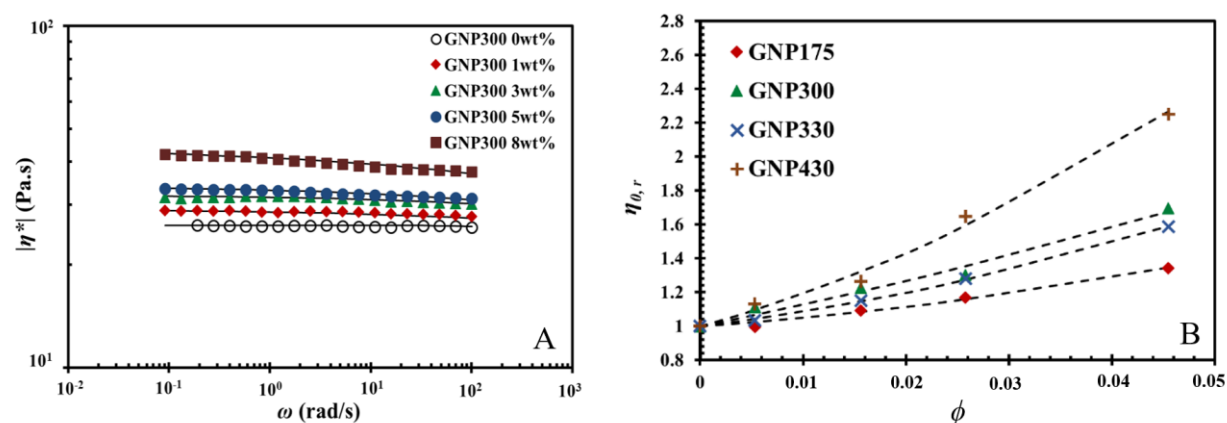 10²
|η*| (Pa.s)
10¹
GNP300 0wt%
GNP300 1wt%
GNP300 3wt%
GNP300 5wt%
GNP300 8wt%
A
10⁻² 10⁻¹ 10⁰ 10¹ 10² 10³
ω (rad/s)
2.8
2.6
2.4
2.2
2
1.8
1.6
1.4
1.2
1
0.8
η₀, r
GNP175
GNP300
GNP330
GNP430
B
0 0.01 0.02 0.03 0.04 0.05
ϕ